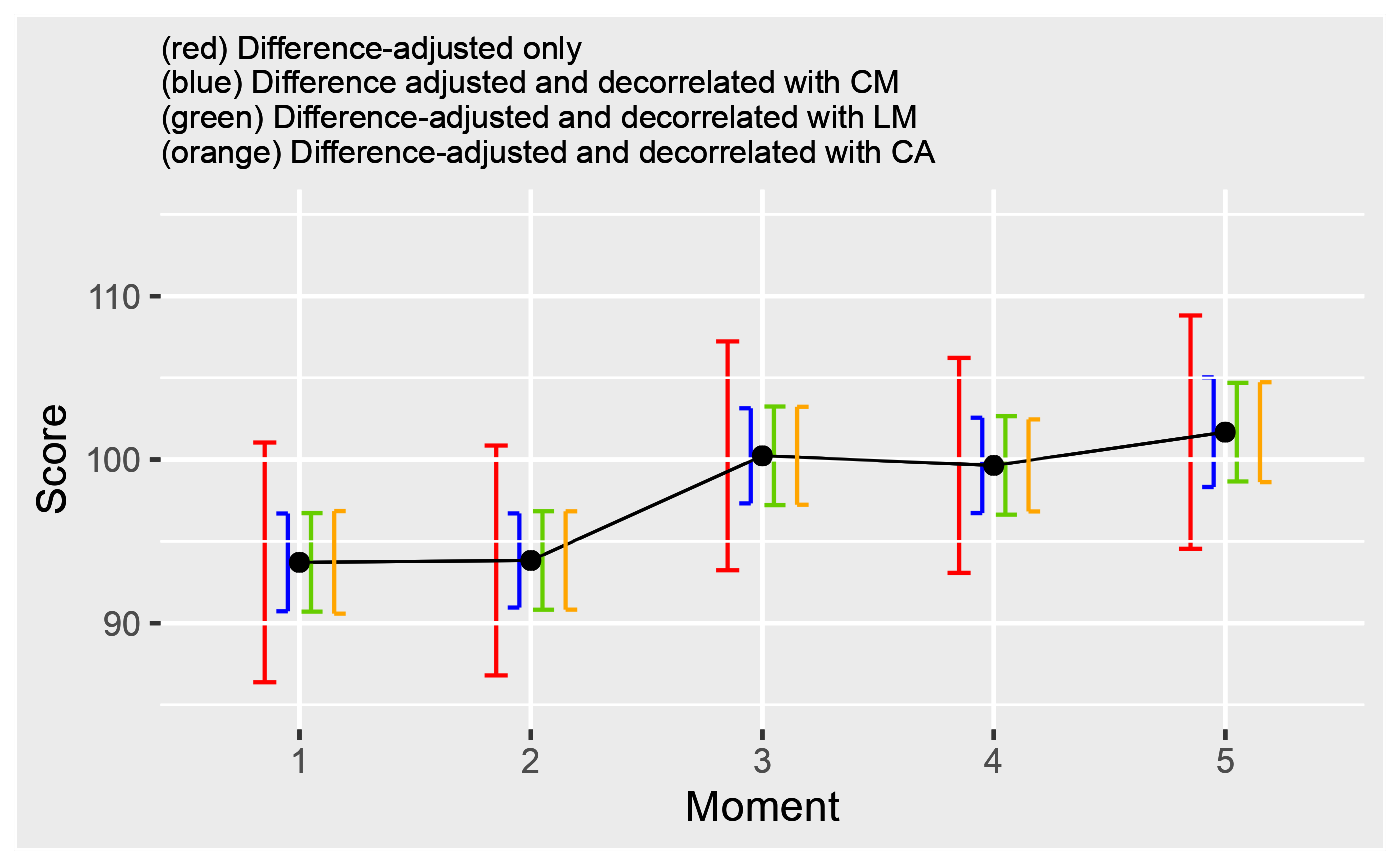 (red) Difference-adjusted only
(blue) Difference adjusted and decorrelated with CM
(green) Difference-adjusted and decorrelated with LM
(orange) Difference-adjusted and decorrelated with CA
110
100
90
Score
1 2 3 4 5
Moment